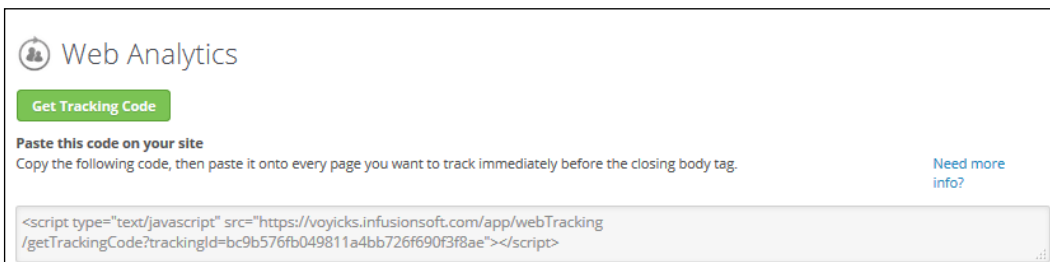 Web Analytics
Get Tracking Code
Paste this code on your site
Copy the following code, then paste it onto every page you want to track immediately before the closing body tag.
Need more
info?
<script type="text/javascript" src="https://voyicks.infusionsoft.com/app/webTracking
/getTrackingCode?trackingId=bc9b576fb049811a4bb726f690f3f8ae"></script>